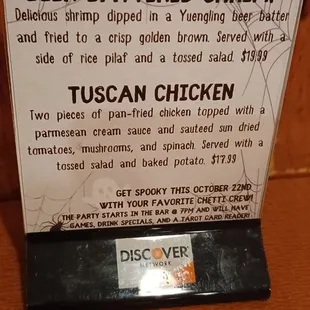 BEER BATTERED SHRIMP
Delicious shrimp dipped in a Yuengling beer batter
and fried to a crisp golden brown. Served with a
side of rice pilaf and a tossed salad. $19.99
TUSCAN CHICKEN
Two pieces of pan-fried chicken topped with a
parmesean cream sauce and sauteed sun dried
tomatoes, mushrooms, and spinach. Served with a
tossed salad and baked potato. $17.99
GET SPOOKY THIS OCTOBER 22ND
WITH YOUR FAVORITE CHETTI-CREW!
THE PARTY STARTS IN THE BAR @ 7PM AND WILL HAVE
GAMES, DRINK SPECIALS, AND A TAROT CARD READER!
DISCOVER
NETWORK